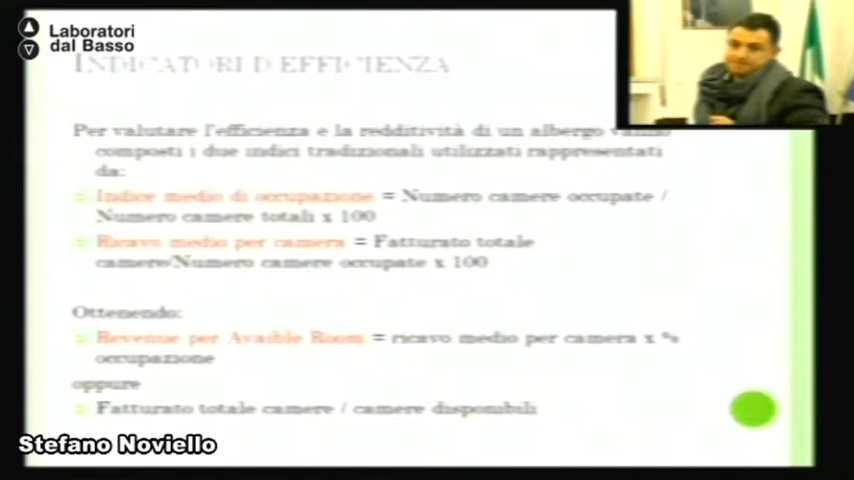 Laboratori
dal Basso
INDICATORI D'EFFICIENZA
Per valutare l'efficienza e la redditività di un albergo vanno
composti i due indici tradizionali utilizzati rappresentati
da:
Indice medio di occupazione = Numero camere occupate /
Numero camere totali x 100
Ricavo medio per camera = Fatturato totale
camere/Numero camere occupate x 100
Ottenendo:
Revenue per Avaible Room = ricavo medio per camera x %
occupazione
oppure
Fatturato totale camere / camere disponibili
Stefano Noviello